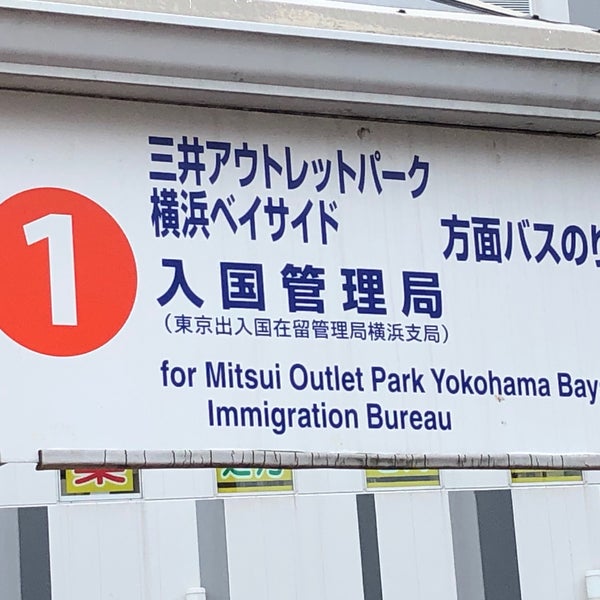 1
三井アウトレットパーク
横浜ベイサイド
方面バスのり
入国管理局
（東京出入国在留管理局横浜支局）
for Mitsui Outlet Park Yokohama Bay
Immigration Bureau
薬